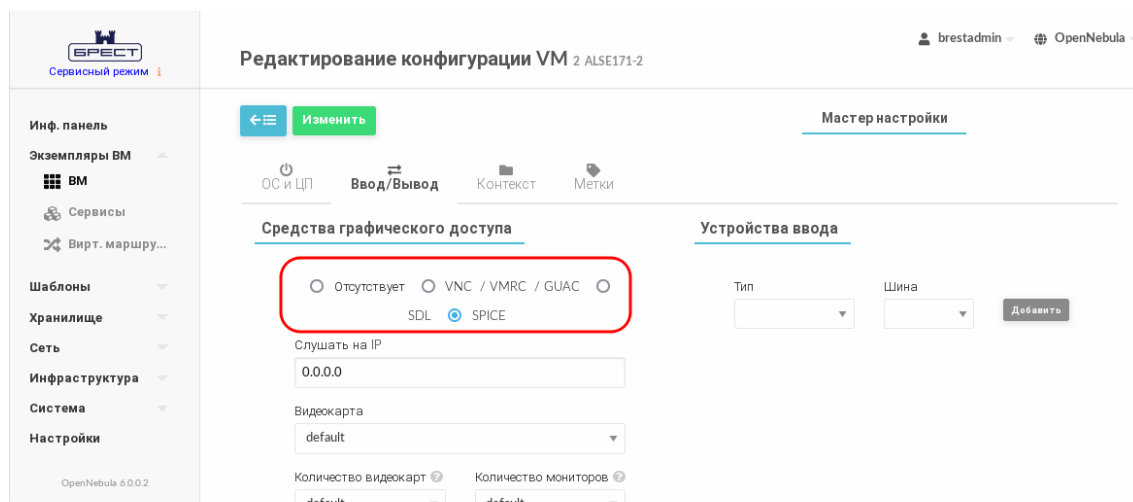 БРЕСТ
Сервисный режим i
Редактирование конфигурации VM 2 ALSE171-2
brestadmin
OpenNebula
Инф. панель
Экземпляры ВМ
ВМ
Сервисы
Вирт. маршру...
Шаблоны
Хранилище
Сеть
Инфраструктура
Система
Настройки
OpenNebula 6.0.0.2
Изменить
Мастер настройки
ОС и ЦП
Ввод/Вывод
Контекст
Метки
Средства графического доступа
Отсутствует VNC / VMRC / GUAC
SDL SPICE
Слушать на IP
0.0.0.0
Видеокарта
default
Количество видеокарт ? Количество мониторов ?
default default
Устройства ввода
Тип Шина
Добавить